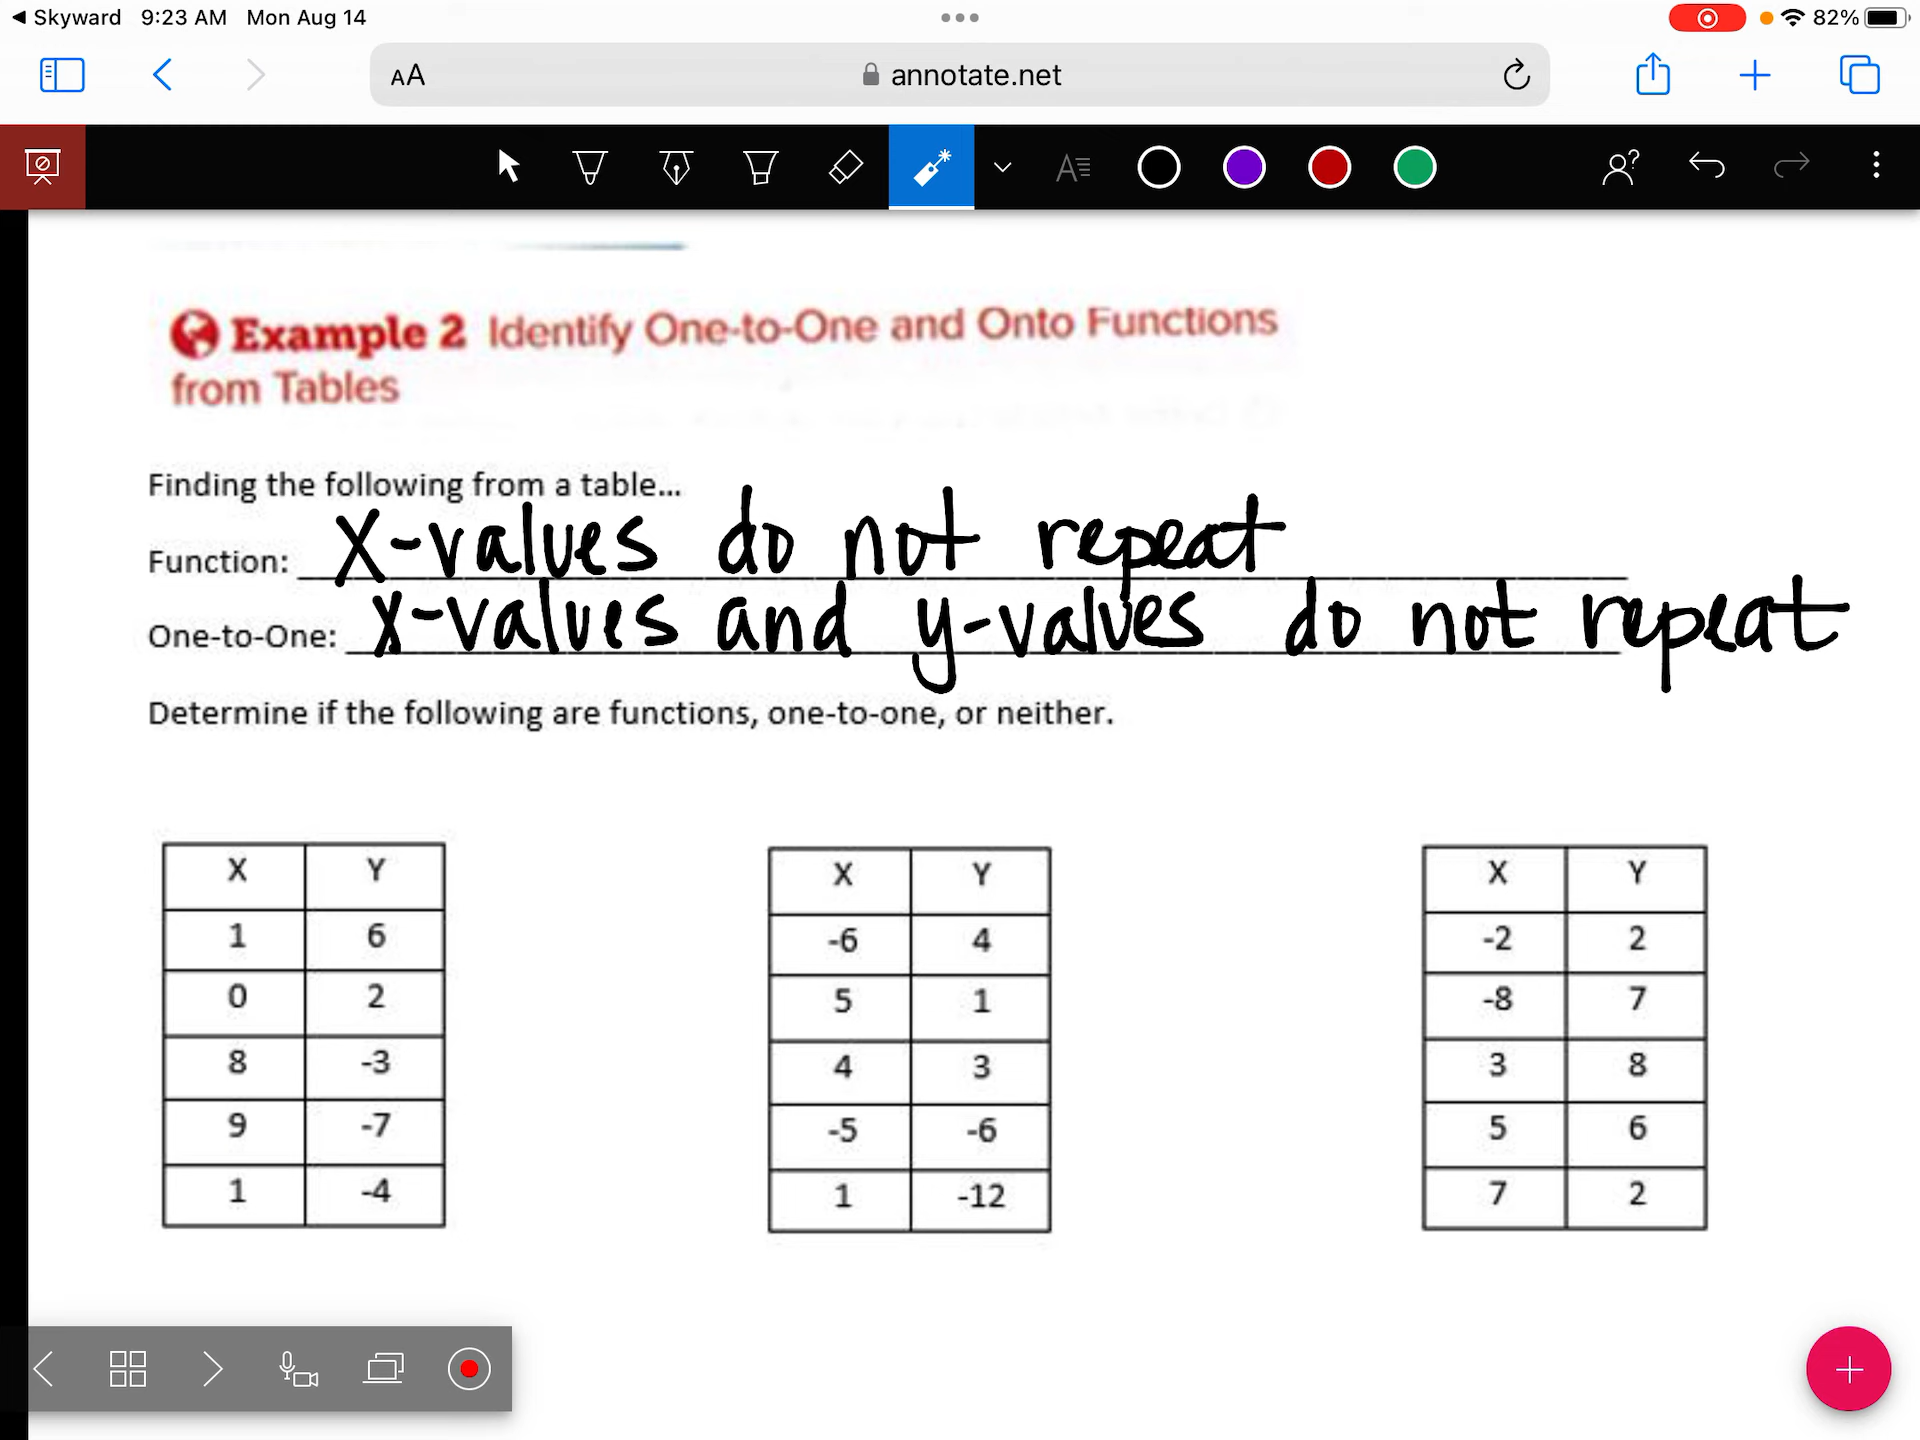 Skyward 9:23 AM Mon Aug 14 82%
AA annotate.net
Example 2 Identify One-to-One and Onto Functions
from Tables
Finding the following from a table...
Function: X-values do not repeat
One-to-One: x-values and y-values do not repeat
Determine if the following are functions, one-to-one, or neither.
X Y
1 6
0 2
8 -3
9 -7
1 -4
X Y
-6 4
5 1
4 3
-5 -6
1 -12
X Y
-2 2
-8 7
3 8
5 6
7 2